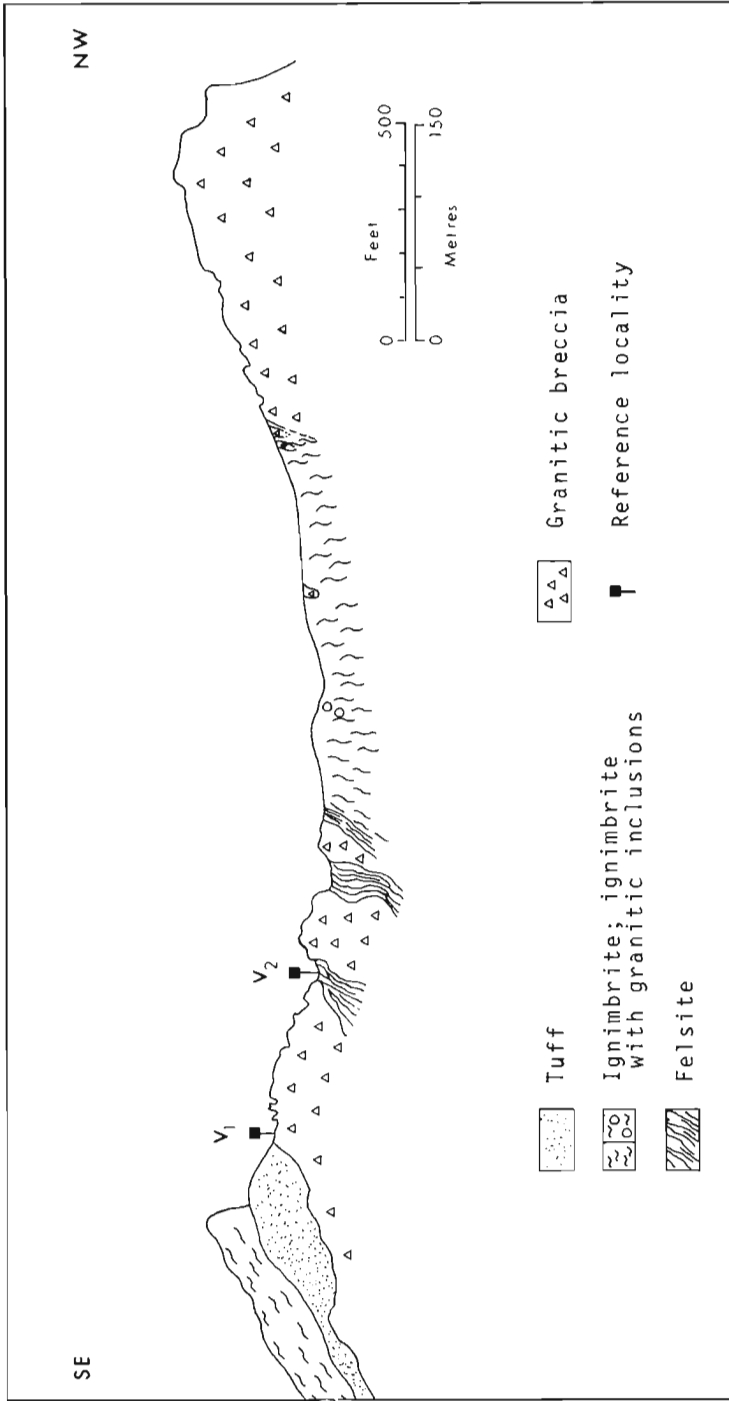 SE
NW
V1
V2
Feet
0 500
0 150
Metres
Tuff
Ignimbrite; ignimbrite
with granitic inclusions
Felsite
Granitic breccia
Reference locality